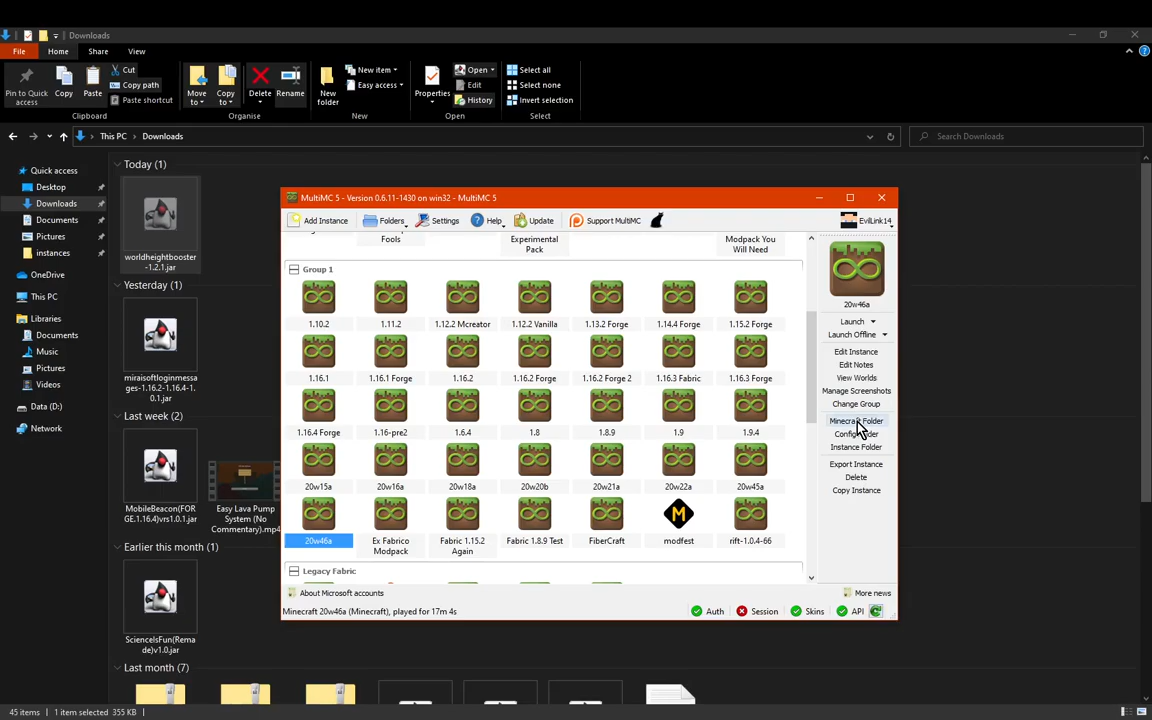 Downloads
File
Home
Share
View
Pin to Quick
access
Copy
Paste
Cut
Copy path
Paste shortcut
Move
to
Copy
to
Delete
Rename
New
folder
New item
Easy access
Properties
Open
Edit
History
Select all
Select none
Invert selection
Clipboard
Organise
New
Open
Select
This PC
Downloads
Search Downloads
Quick access
Desktop
Downloads
Documents
Pictures
instances
OneDrive
This PC
Libraries
Documents
Music
Pictures
Videos
Data (D:)
Network
Today (1)
worldheightbooster
-1.2.1.jar
Yesterday (1)
miraisoftloginmessa
ges-1.16.2-1.16.4-1.
0.1.jar
Last week (2)
MobileBeacon(FOR
GE.1.16.4)vrs1.0.1.jar
Easy Lava Pump
System (No
Commentary).mp4
Earlier this month (1)
ScienceIsFun(Rema
de)v1.0.jar
Last month (7)
MultiMC 5 - Version 0.6.11-1430 on win32 - MultiMC 5
Add Instance
Folders
Settings
Help
Update
Support MultiMC
EvilLink14
Fools
Experimental
Pack
Modpack You
Will Need
Group 1
1.10.2
1.11.2
1.12.2 Mcreator
1.12.2 Vanilla
1.13.2 Forge
1.14.4 Forge
1.15.2 Forge
1.16.1
1.16.1 Forge
1.16.2
1.16.2 Forge
1.16.2 Forge 2
1.16.3 Fabric
1.16.3 Forge
1.16.4 Forge
1.16-pre2
1.6.4
1.8
1.8.9
1.9
1.9.4
20w15a
20w16a
20w18a
20w20b
20w21a
20w22a
20w45a
20w46a
Ex Fabrico
Modpack
Fabric 1.15.2
Again
Fabric 1.8.9 Test
FiberCraft
modfest
rift-1.0.4-66
Legacy Fabric
20w46a
Launch
Launch Offline
Edit Instance
Edit Notes
View Worlds
Manage Screenshots
Change Group
Minecraft Folder
Config Folder
Instance Folder
Export Instance
Delete
Copy Instance
About Microsoft accounts
More news
Minecraft 20w46a (Minecraft), played for 17m 4s
Auth
Session
Skins
API
45 items
1 item selected 355 KB